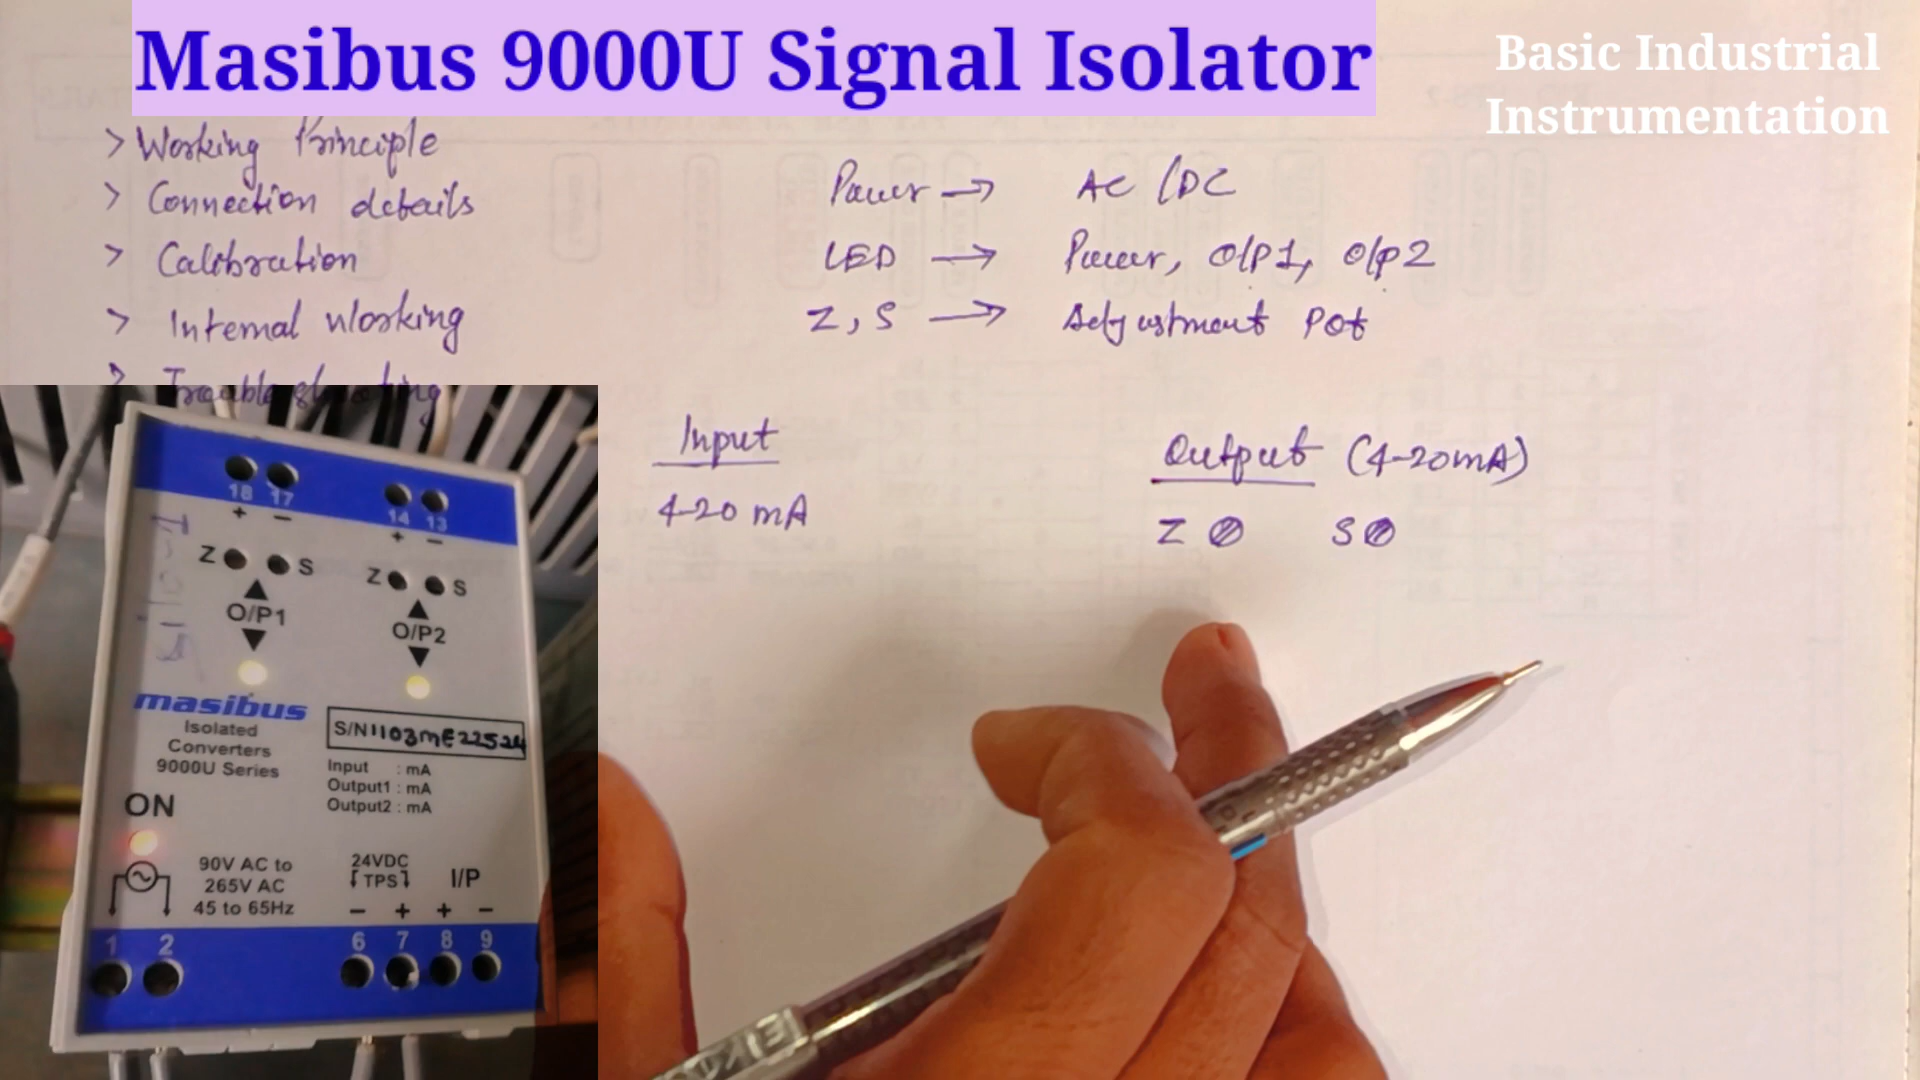 Masibus 9000U Signal Isolator
Basic Industrial
Instrumentation
> Working Principle
> Connection details
> Calibration
> Internal Working
> Troubleshooting
Power → AC/DC
LED → Power, O/P1, O/P2
Z, S → Adjustment Pot
Input
4-20 mA
Output (4-20mA)
Z S
18 17
+ −
14 13
+ −
Z S
Z S
O/P1
O/P2
masibus
Isolated
Converters
9000U Series
S/N 1103ME22524
Input : mA
Output1 : mA
Output2 : mA
ON
90V AC to
265V AC
45 to 65Hz
24VDC
TPS
I/P
− + + −
1 2
6 7 8 9